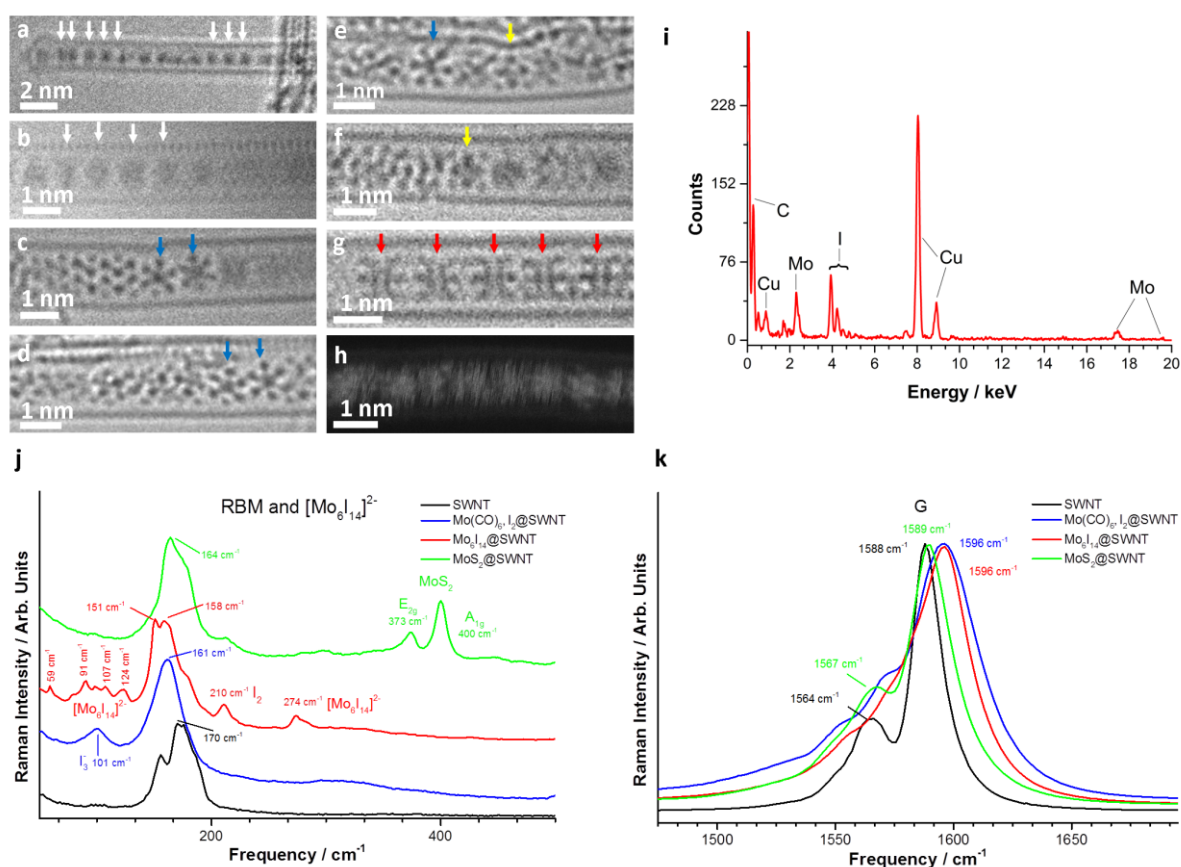 a
2 nm
b
1 nm
c
1 nm
d
1 nm
e
1 nm
f
1 nm
g
1 nm
h
1 nm
i
228
152
76
0
Counts
C
Cu
Mo
I
Cu
Mo
0 2 4 6 8 10 12 14 16 18 20
Energy / keV
j
RBM and [Mo₆I₁₄]²⁻
SWNT
Mo(CO)₆, I₂@SWNT
Mo₆I₁₄@SWNT
MoS₂@SWNT
164 cm⁻¹
MoS₂
E₂g
373 cm⁻¹
A₁g
400 cm⁻¹
151 cm⁻¹
158 cm⁻¹
161 cm⁻¹
59 cm⁻¹
91 cm⁻¹
107 cm⁻¹
124 cm⁻¹
[Mo₆I₁₄]²⁻
210 cm⁻¹ I₂
274 cm⁻¹ [Mo₆I₁₄]²⁻
170 cm⁻¹
I₃⁻ 101 cm⁻¹
Raman Intensity / Arb. Units
200 400
Frequency / cm⁻¹
k
G
SWNT
Mo(CO)₆, I₂@SWNT
Mo₆I₁₄@SWNT
MoS₂@SWNT
1589 cm⁻¹
1588 cm⁻¹
1596 cm⁻¹
1596 cm⁻¹
1567 cm⁻¹
1564 cm⁻¹
Raman Intensity / Arb. Units
1500 1550 1600 1650
Frequency / cm⁻¹